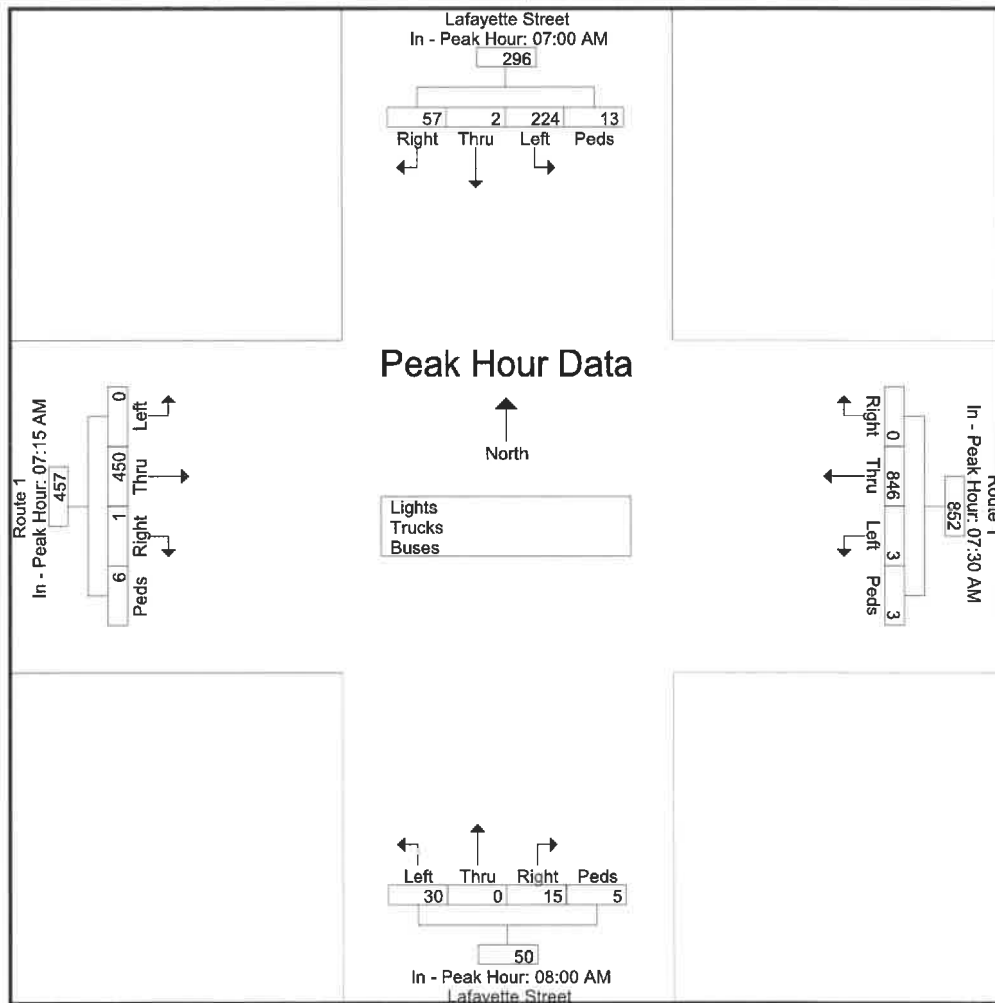 Lafayette Street
In - Peak Hour: 07:00 AM
296
57 2 224 13
Right Thru Left Peds
Peak Hour Data
North
Lights
Trucks
Buses
Route 1
In - Peak Hour: 07:15 AM
457
0 450 1 6
Left Thru Right Peds
Right Thru Left Peds
0 846 3 3
852
In - Peak Hour: 07:30 AM
Route 1
Left Thru Right Peds
30 0 15 5
50
In - Peak Hour: 08:00 AM
Lafayette Street